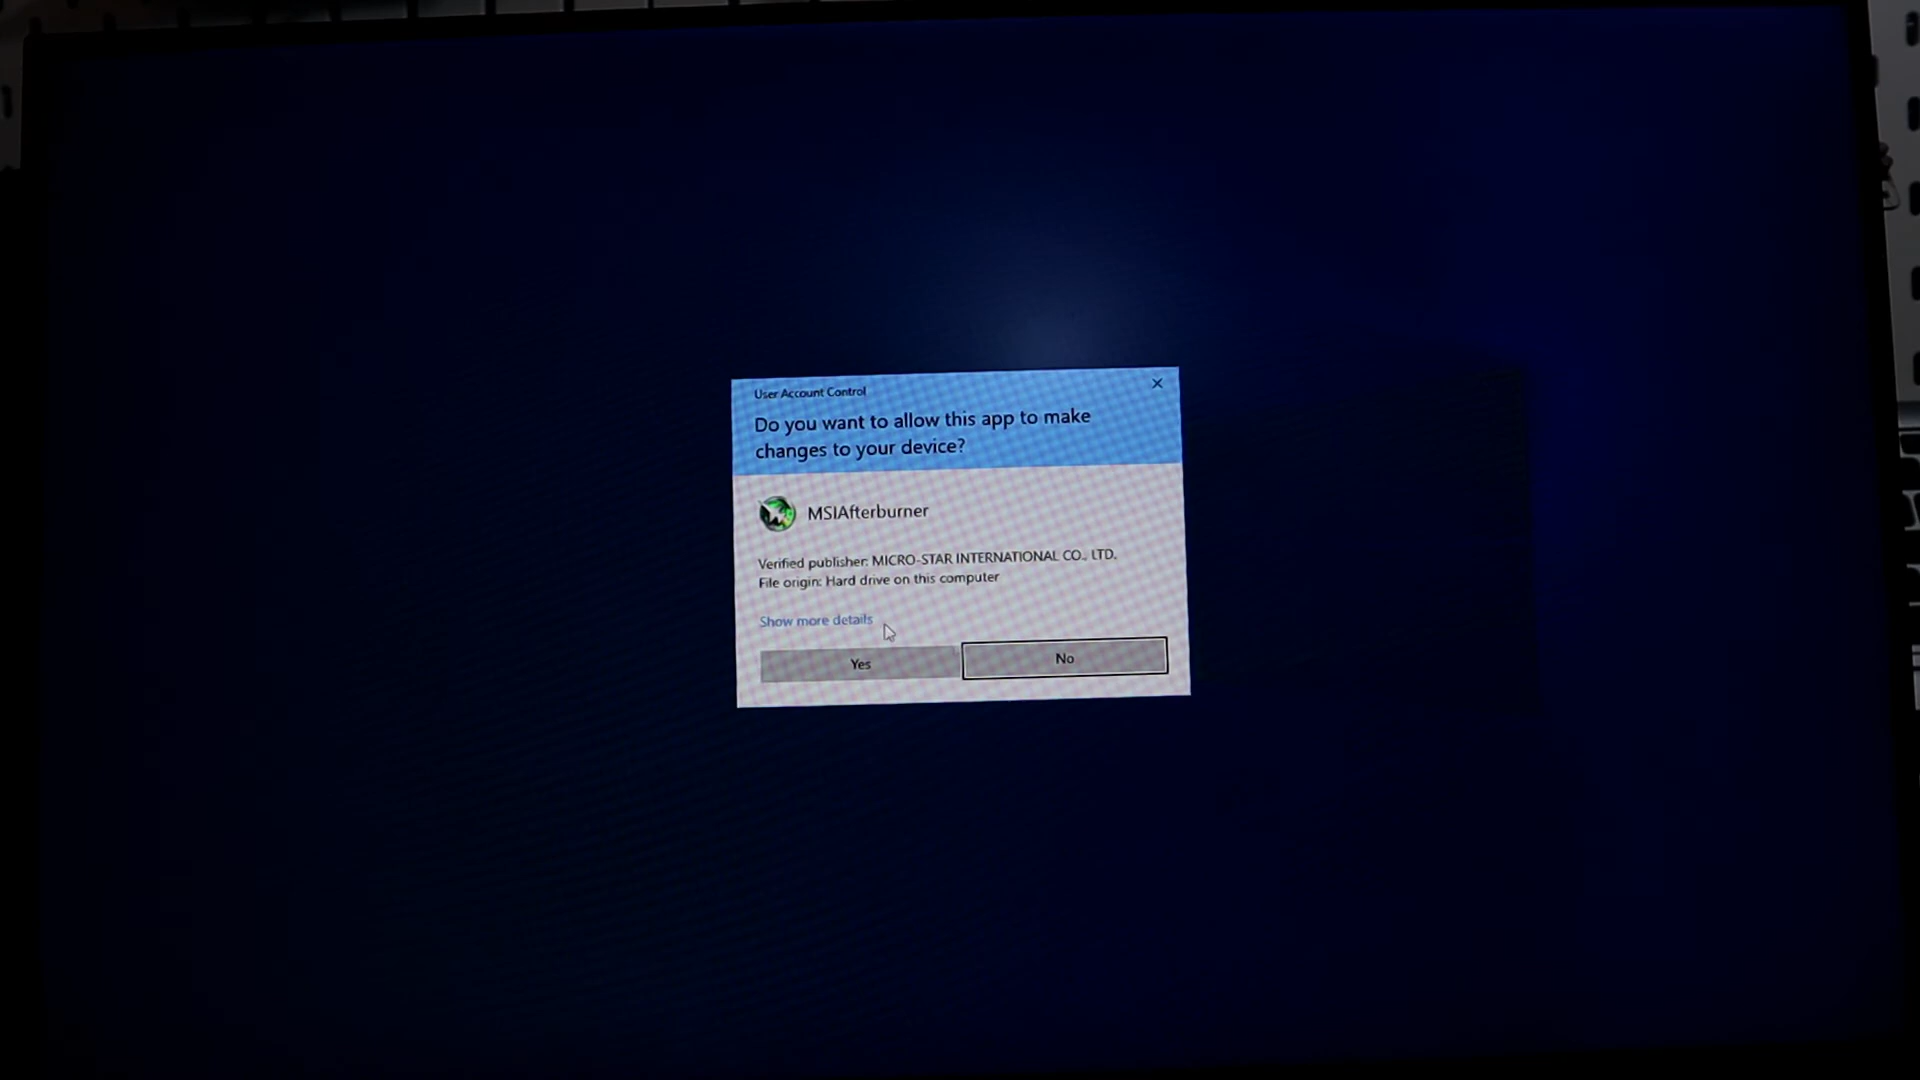 User Account Control
Do you want to allow this app to make
changes to your device?
MSIAfterburner
Verified publisher: MICRO-STAR INTERNATIONAL CO., LTD.
File origin: Hard drive on this computer
Show more details
Yes
No